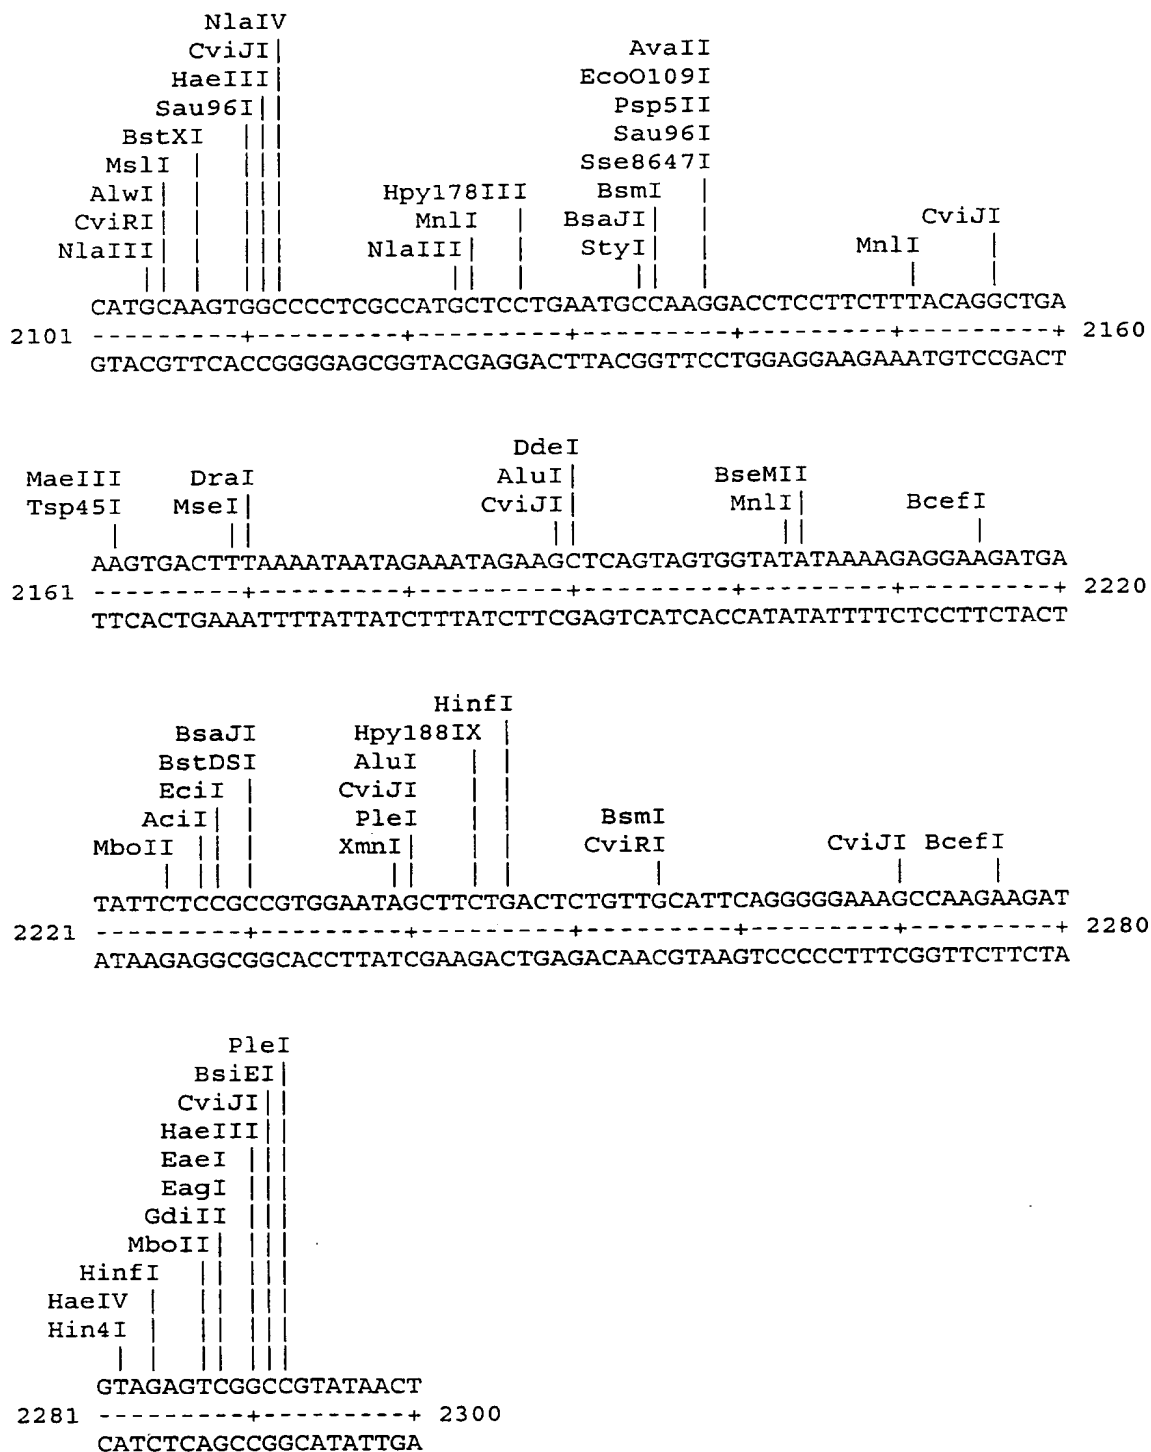 NlaIV
CviJI|
HaeIII|
Sau96I||
BstXI || |
MslI | | | |
AlwI| | | | |
CviRI| | | | | Hpy178III
NlaIII| | | | | MnlI |
NlaIII| |
AvaII
EcoO109I
Psp5II
Sau96I
Sse8647I
BsmI |
BsaJI| |
StyI| |
MnlI
CviJI
CATGCAAGTGGCCCCTCGCCATGCTCCTGAATGCCAAGGACCTCCTTCTTTACAGGCTGA
2101 ---------+---------+---------+---------+---------+---------+ 2160
GTACGTTCACCGGGGAGCGGTACGAGGACTTACGGTTCCTGGAGGAAGAAATGTCCGACT
DdeI
MaeIII DraI AluI| BseMII
Tsp45I MseI| CviJI| MnlI| BcefI
AAGTGACTTTAAAATAATAGAAATAGAAGCTCAGTAGTGGTATATAAAAGAGGAAGATGA
2161 ---------+---------+---------+---------+---------+---------+ 2220
TTCACTGAAATTTTATTATCTTTATCTTCGAGTCATCACCATATATTTTCTCCTTCTACT
HinfI
BsaJI Hpy188IX |
BstDSI AluI | |
EciI | CviJI | |
AciI| | PleI | | BsmI
MboII || | XmnI| | | CviRI CviJI BcefI
TATTCTCCGCCGTGGAATAGCTTCTGACTCTGTTGCATTCAGGGGGAAAGCCAAGAAGAT
2221 ---------+---------+---------+---------+---------+---------+ 2280
ATAAGAGGCGGCACCTTATCGAAGACTGAGACAACGTAAGTCCCCCTTTCGGTTCTTCTA
PleI
BsiEI|
CviJI||
HaeIII||
EaeI |||
EagI |||
GdiII |||
MboII| |||
HinfI || |||
HaeIV | || |||
Hin4I | || |||
GTAGAGTCGGCCGTATAACT
2281 ---------+---------+ 2300
CATCTCAGCCGGCATATTGA